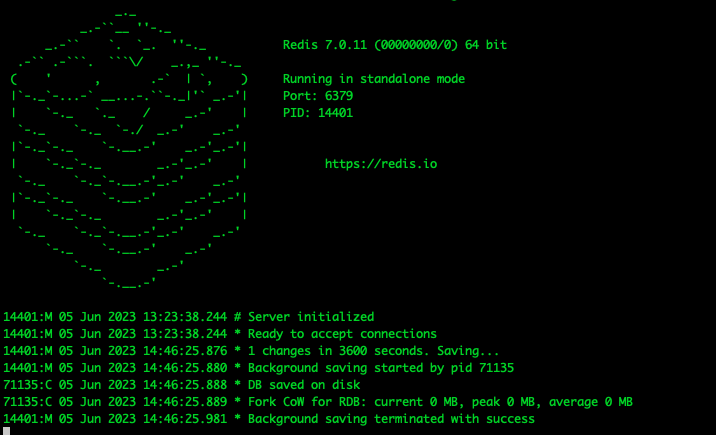 Redis 7.0.11 (00000000/0) 64 bit
Running in standalone mode
Port: 6379
PID: 14401
https://redis.io
14401:M 05 Jun 2023 13:23:38.244 # Server initialized
14401:M 05 Jun 2023 13:23:38.244 * Ready to accept connections
14401:M 05 Jun 2023 14:46:25.876 * 1 changes in 3600 seconds. Saving...
14401:M 05 Jun 2023 14:46:25.880 * Background saving started by pid 71135
71135:C 05 Jun 2023 14:46:25.888 * DB saved on disk
71135:C 05 Jun 2023 14:46:25.889 * Fork CoW for RDB: current 0 MB, peak 0 MB, average 0 MB
14401:M 05 Jun 2023 14:46:25.981 * Background saving terminated with success